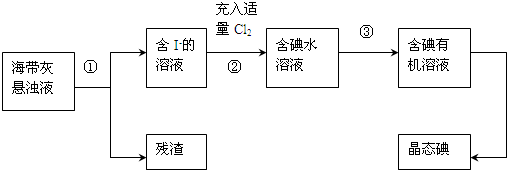 充入适
量 Cl₂
海带灰
悬浊液
①
含 I⁻的
溶液
②
含碘水
溶液
③
含碘有
机溶液
残渣
晶态碘